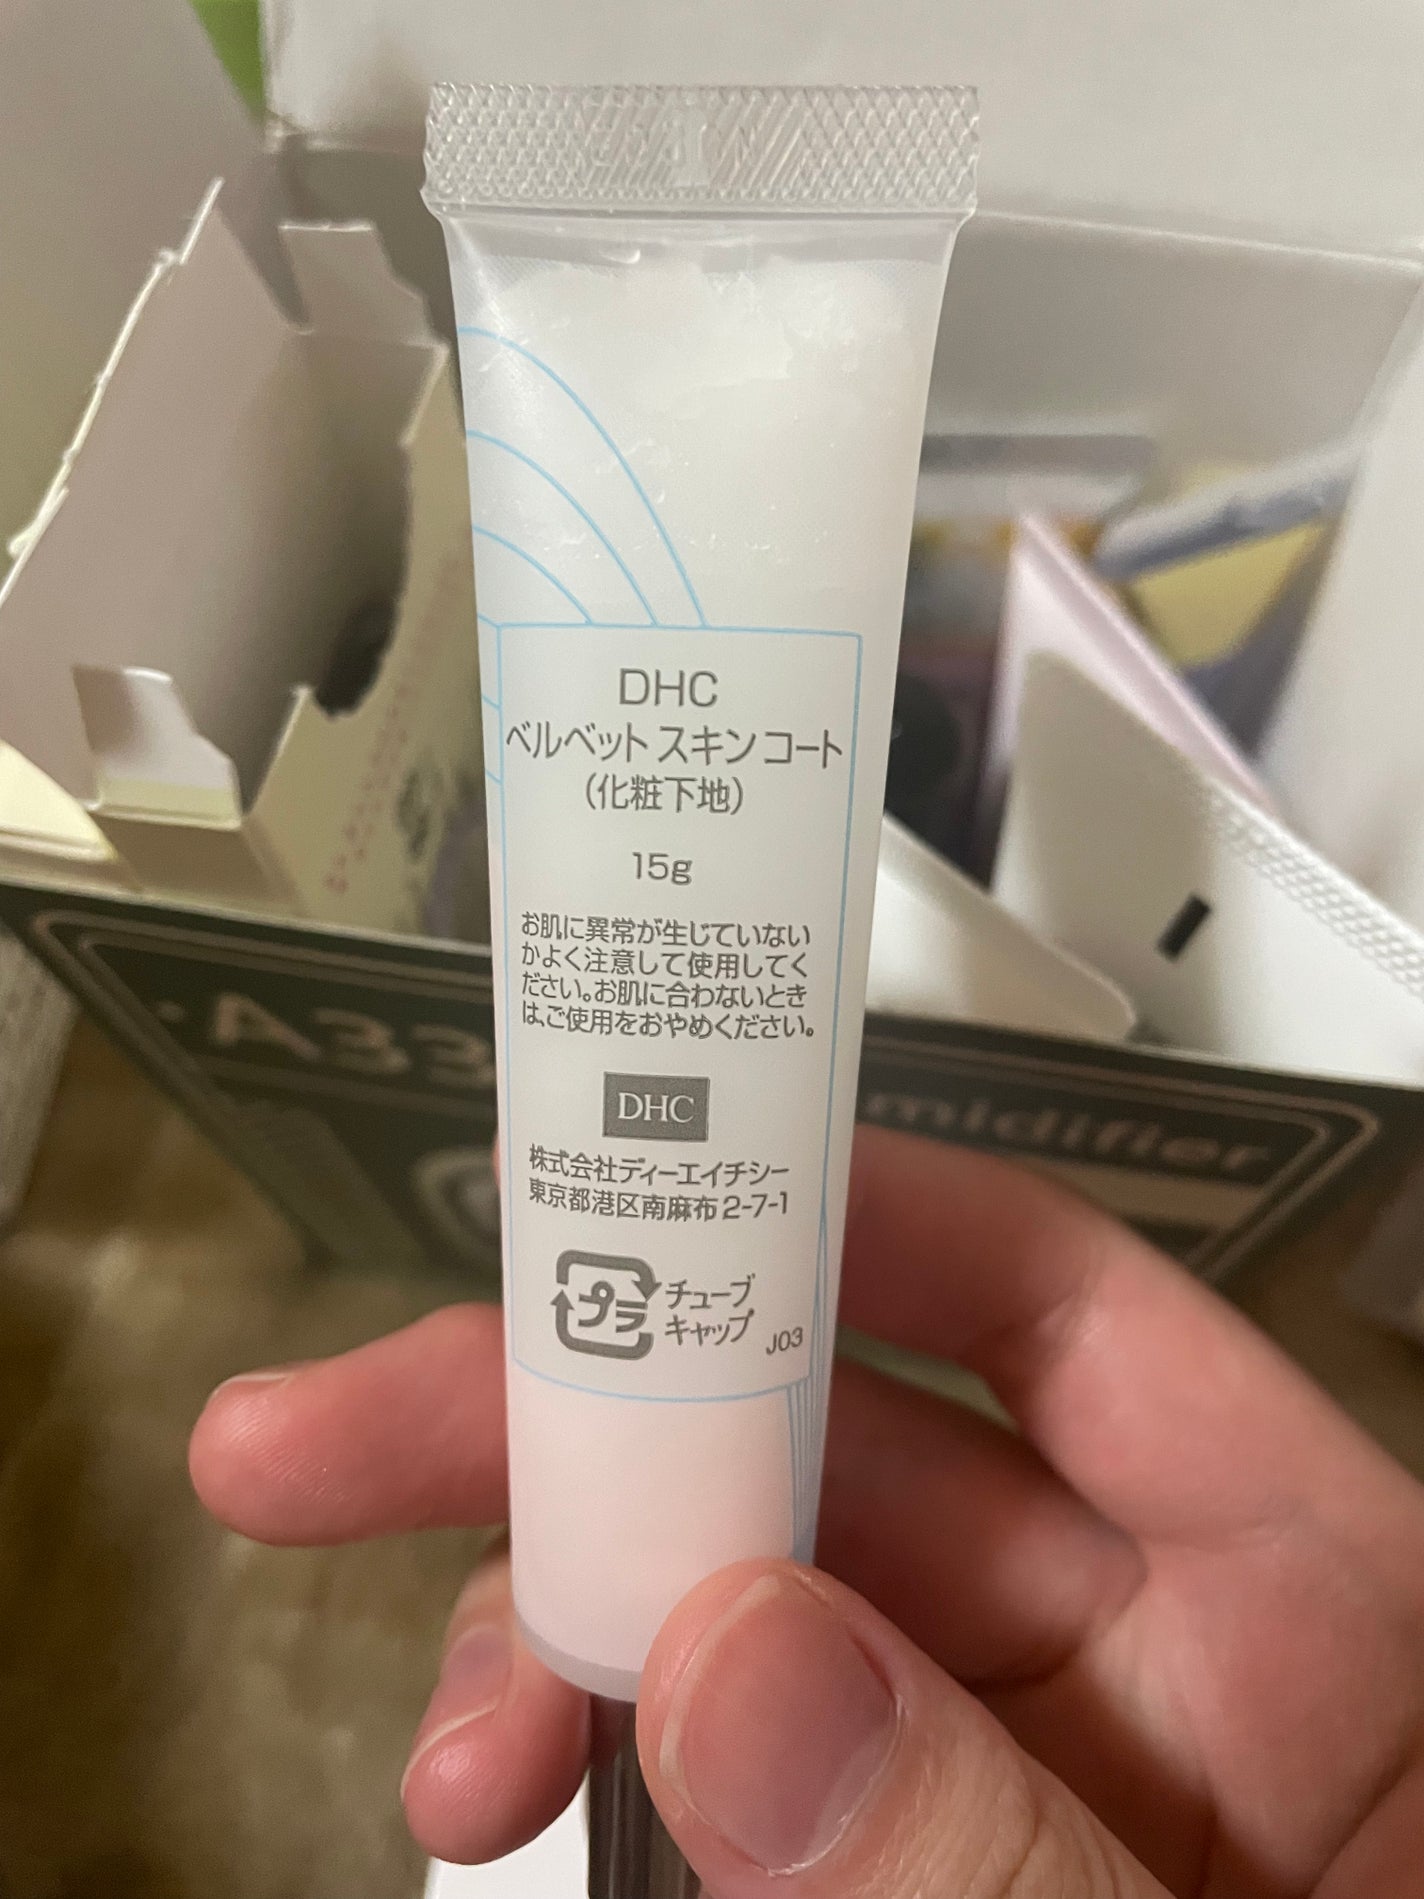 DHC
ベルベット スキン コート
(化粧下地)
15g
お肌に異常が生じていない
かよく注意して使用してく
ださい。お肌に合わないとき
は、ご使用をおやめください。
DHC
株式会社ディーエイチシー
東京都港区南麻布2-7-1
プラ
チューブ
キャップ
J03
A33
midifier